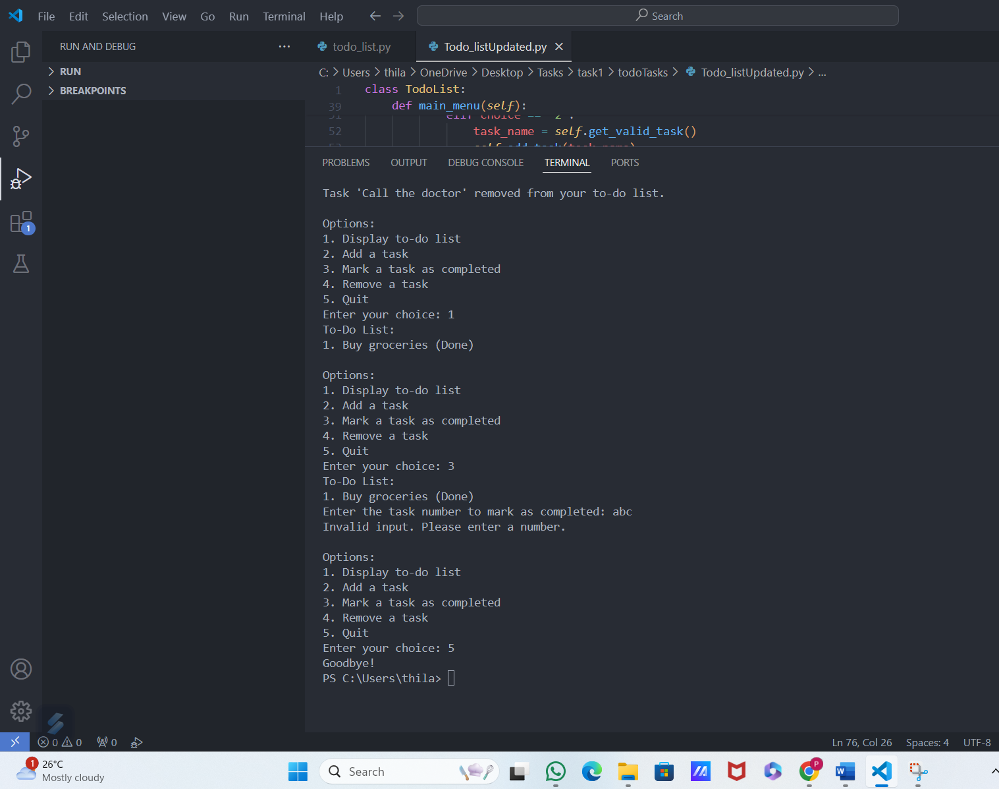 File Edit Selection View Go Run Terminal Help
Search
RUN AND DEBUG
RUN
BREAKPOINTS
1
todo_list.py Todo_listUpdated.py
C: > Users > thila > OneDrive > Desktop > Tasks > task1 > todoTasks > Todo_listUpdated.py > ...
1 class TodoList:
39 def main_menu(self):
51 elif choice == '2':
52 task_name = self.get_valid_task()
53 self.add_task(task_name)
PROBLEMS OUTPUT DEBUG CONSOLE TERMINAL PORTS
Task 'Call the doctor' removed from your to-do list.
Options:
1. Display to-do list
2. Add a task
3. Mark a task as completed
4. Remove a task
5. Quit
Enter your choice: 1
To-Do List:
1. Buy groceries (Done)
Options:
1. Display to-do list
2. Add a task
3. Mark a task as completed
4. Remove a task
5. Quit
Enter your choice: 3
To-Do List:
1. Buy groceries (Done)
Enter the task number to mark as completed: abc
Invalid input. Please enter a number.
Options:
1. Display to-do list
2. Add a task
3. Mark a task as completed
4. Remove a task
5. Quit
Enter your choice: 5
Goodbye!
PS C:\Users\thila>
0 0 0
Ln 76, Col 26 Spaces: 4 UTF-8
1
26°C
Mostly cloudy
Search
P
W